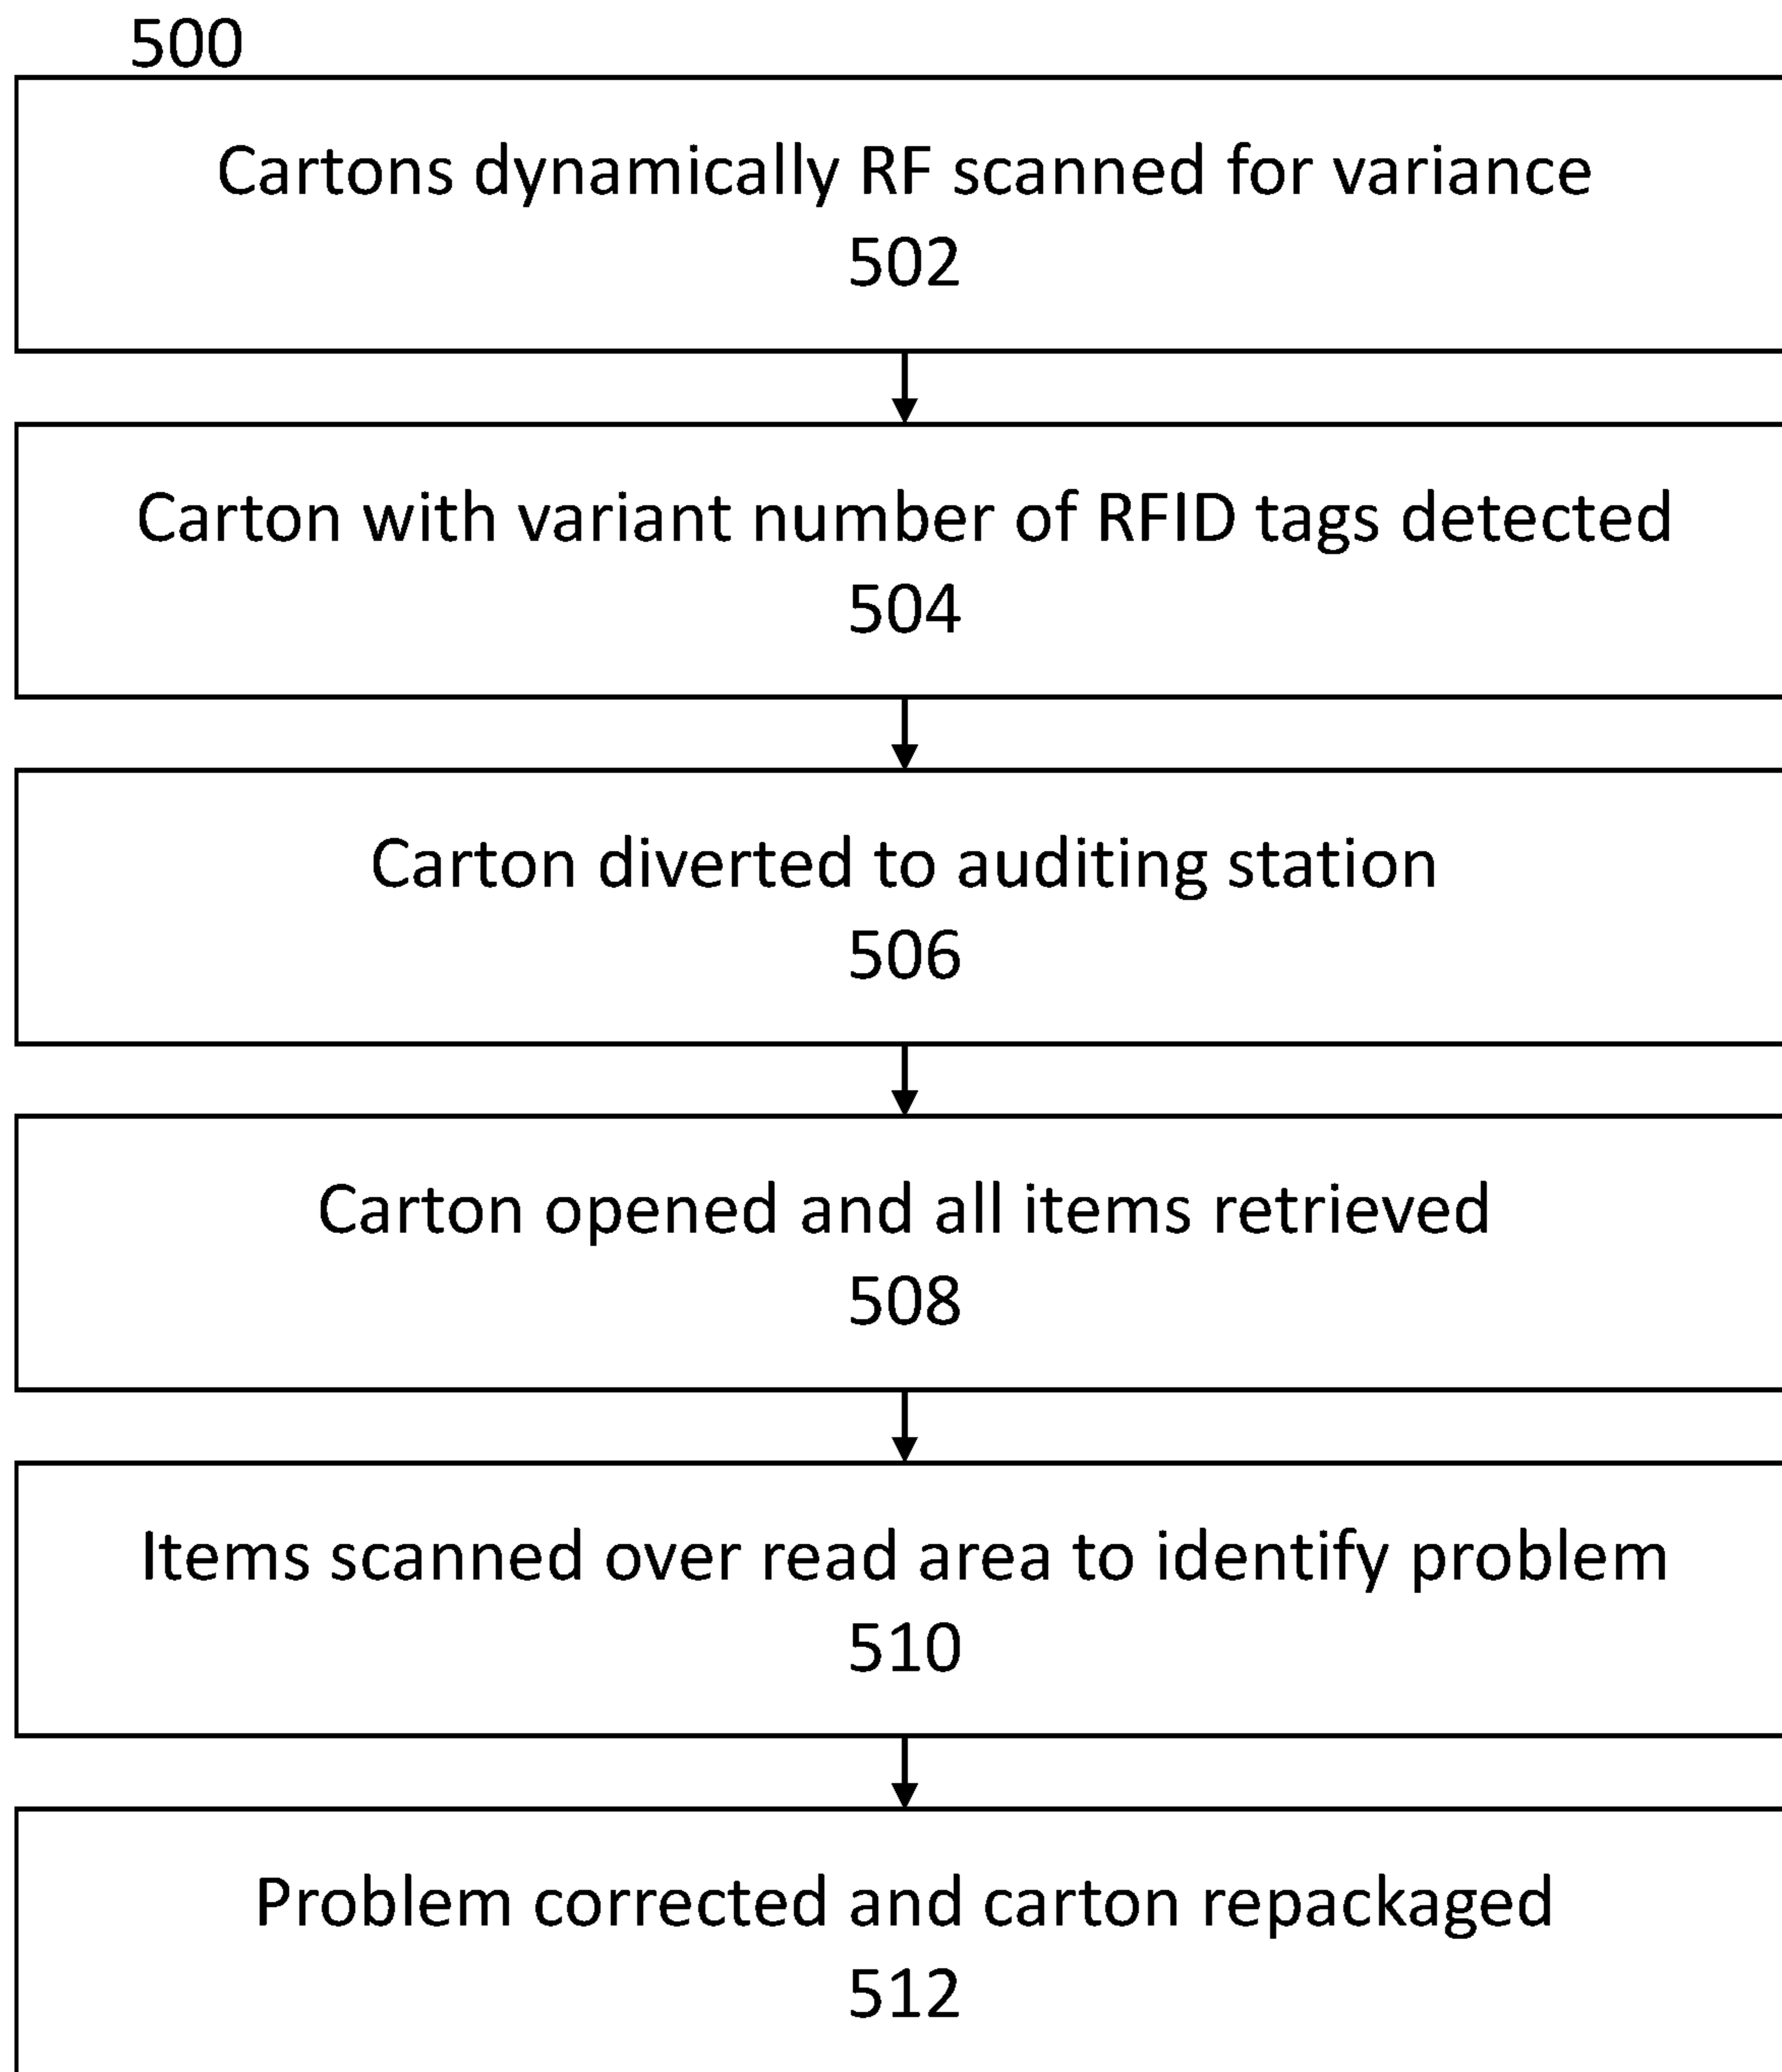 500
Cartons dynamically RF scanned for variance
502
Carton with variant number of RFID tags detected
504
Carton diverted to auditing station
506
Carton opened and all items retrieved
508
Items scanned over read area to identify problem
510
Problem corrected and carton repackaged
512